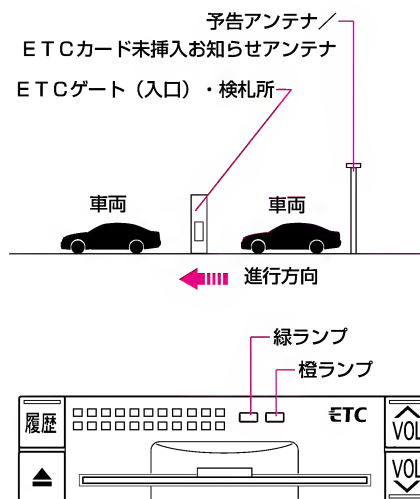 予告アンテナ／
ＥＴＣカード未挿入お知らせアンテナ
ＥＴＣゲート（入口）・検札所
車両
車両
進行方向
緑ランプ
橙ランプ
履歴
ETC
VOL
VOL